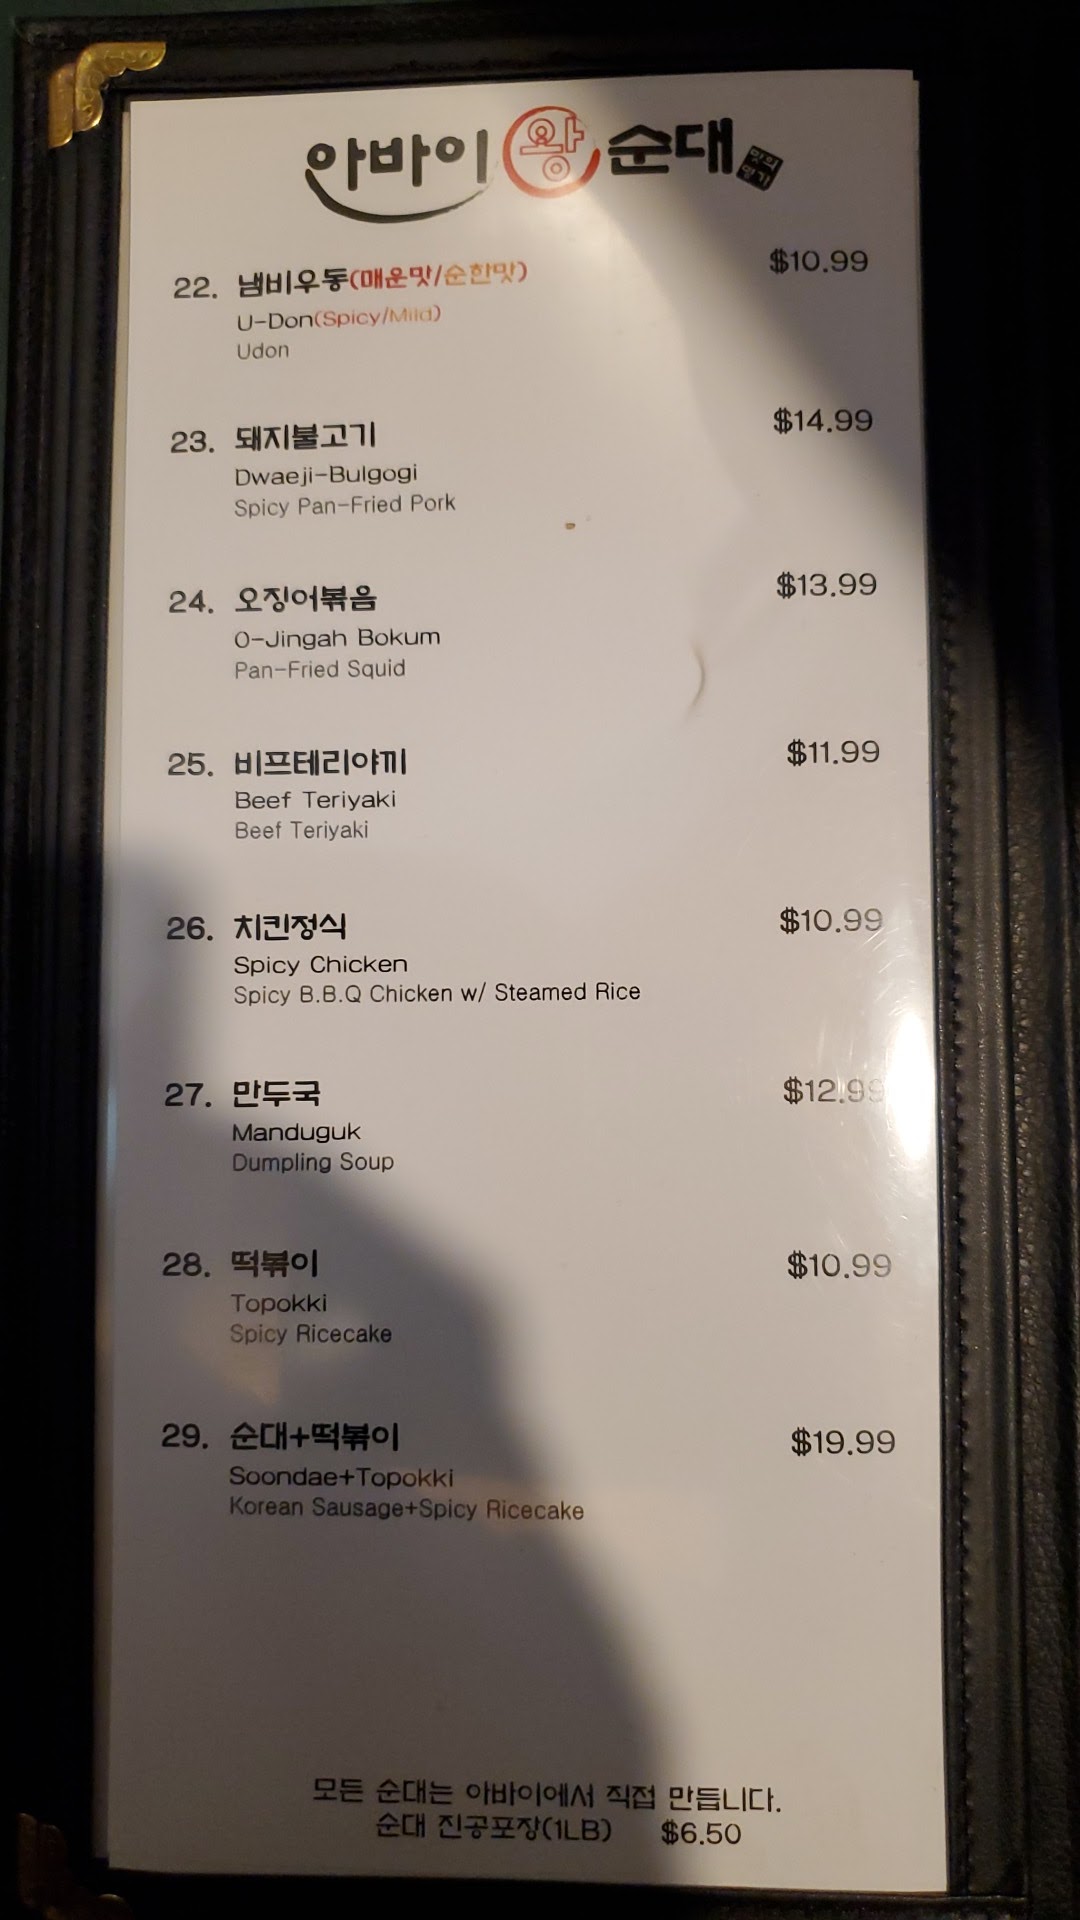 아바이 왕 순대 맛의 명가
22. 냄비우동(매운맛/순한맛) $10.99
U-Don(Spicy/Mild)
Udon
23. 돼지불고기 $14.99
Dwaeji-Bulgogi
Spicy Pan-Fried Pork
24. 오징어볶음 $13.99
O-Jingah Bokum
Pan-Fried Squid
25. 비프테리야끼 $11.99
Beef Teriyaki
Beef Teriyaki
26. 치킨정식 $10.99
Spicy Chicken
Spicy B.B.Q Chicken w/ Steamed Rice
27. 만두국 $12.99
Manduguk
Dumpling Soup
28. 떡볶이 $10.99
Topokki
Spicy Ricecake
29. 순대+떡볶이 $19.99
Soondae+Topokki
Korean Sausage+Spicy Ricecake
모든 순대는 아바이에서 직접 만듭니다.
순대 진공포장(1LB) $6.50